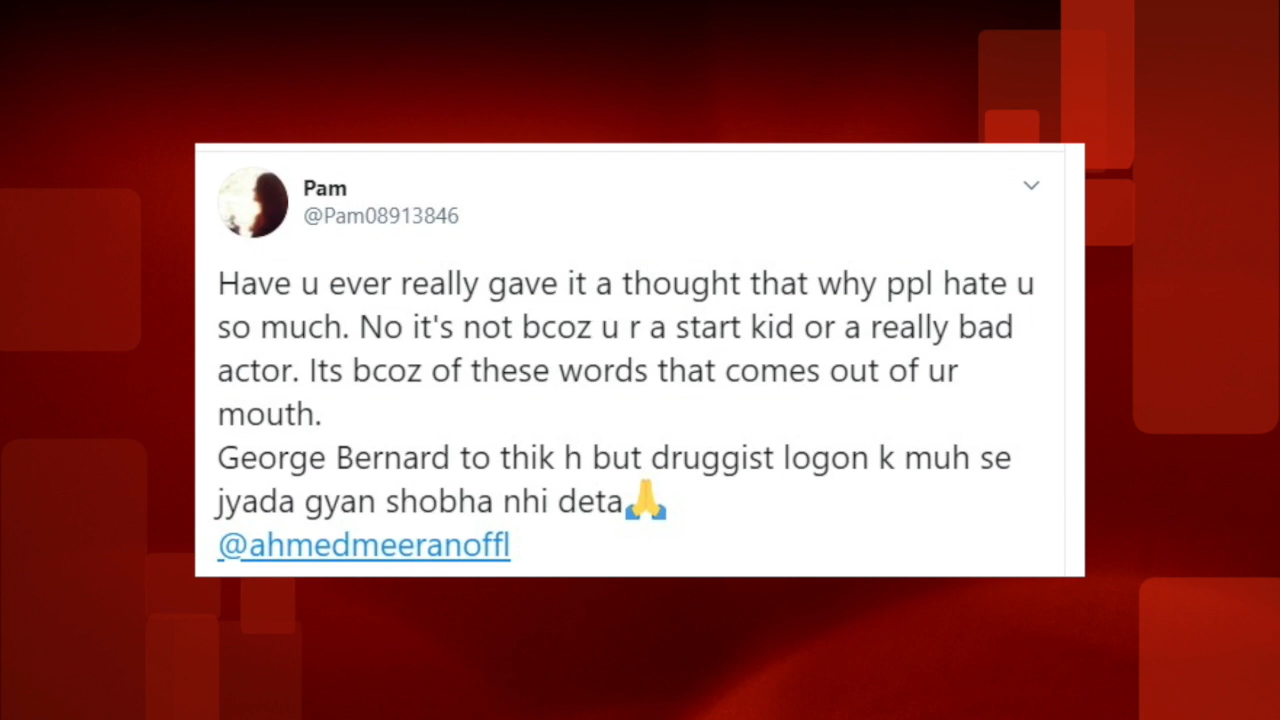 Pam
@Pam08913846
Have u ever really gave it a thought that why ppl hate u
so much. No it's not bcoz u r a start kid or a really bad
actor. Its bcoz of these words that comes out of ur
mouth.
George Bernard to thik h but druggist logon k muh se
jyada gyan shobha nhi deta🙏
@ahmedmeeranoffl